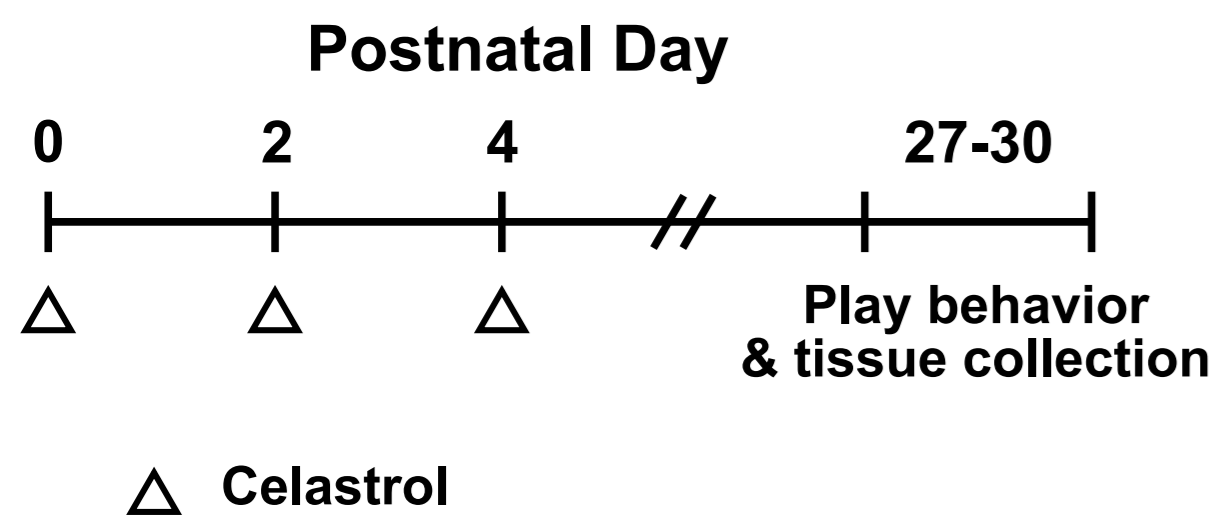 Postnatal Day
0 2 4 27-30
Play behavior
& tissue collection
Celastrol